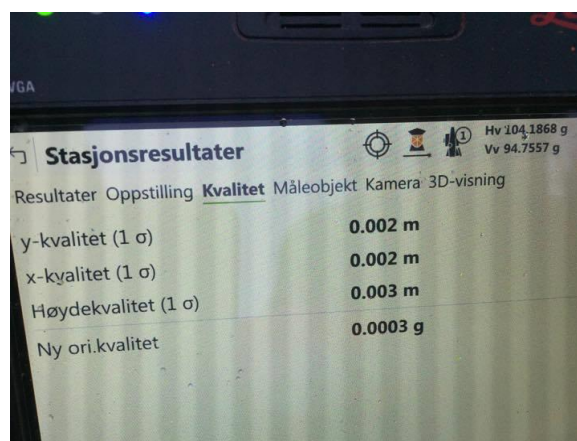 VGA
Hv 104.1868 g
Stasjonsresultater
1
Vv 94.7557 g
Resultater Oppstilling Kvalitet Måleobjekt Kamera 3D-visning
y-kvalitet (1 σ) 0.002 m
x-kvalitet (1 σ) 0.002 m
Høydekvalitet (1 σ) 0.003 m
Ny ori.kvalitet 0.0003 g